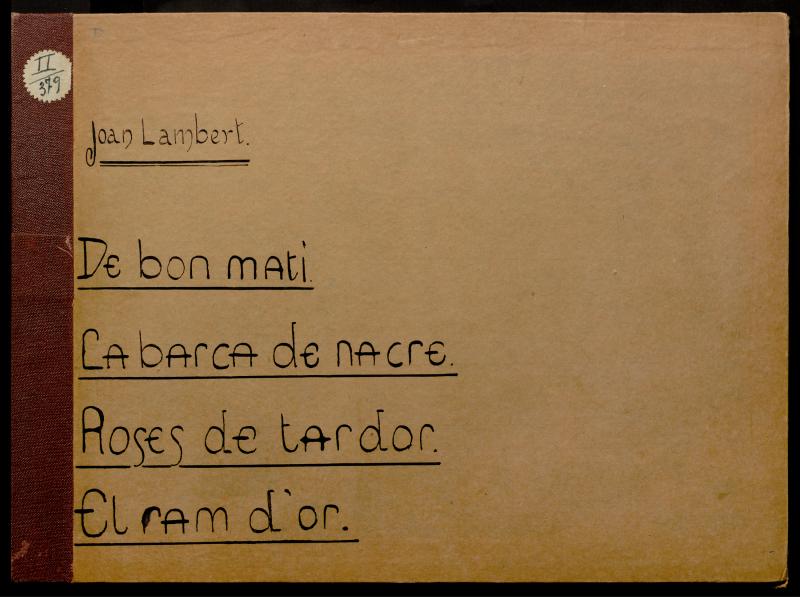 II
379
Joan Lambert.
De bon mati.
La barca de nacre.
Roses de tardor.
El ram d'or.